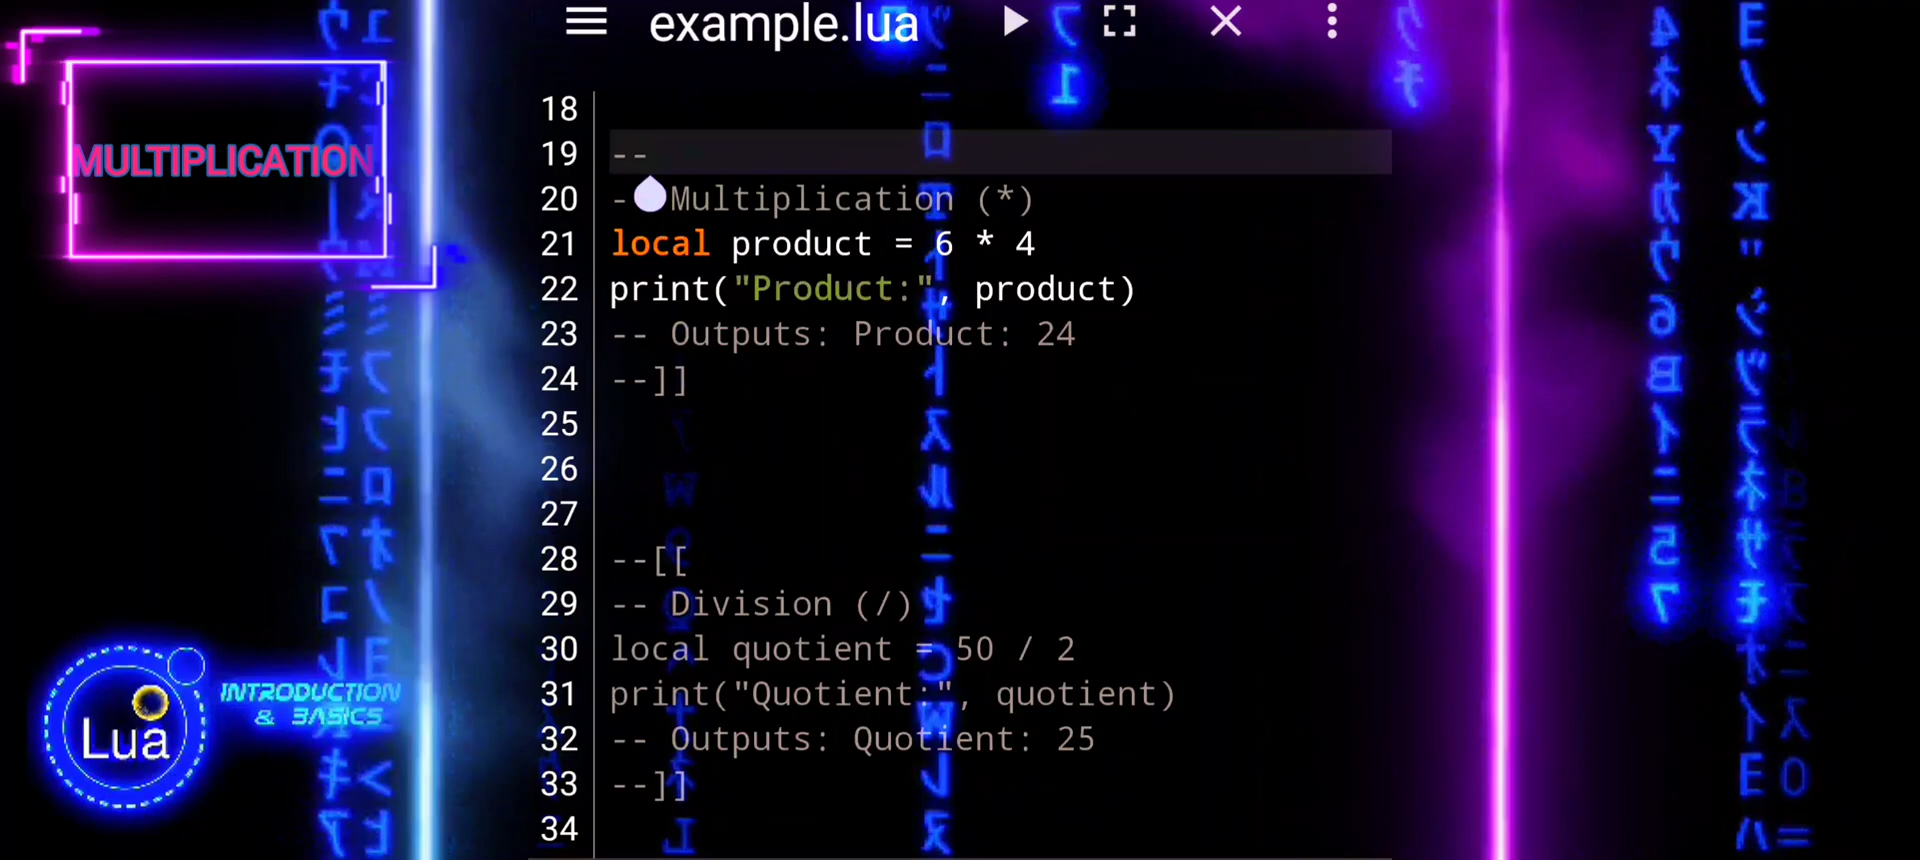 example.lua
MULTIPLICATION
18
19 --
20 - Multiplication (*)
21 local product = 6 * 4
22 print("Product:", product)
23 -- Outputs: Product: 24
24 --]]
25
26
27
28 --[[
29 -- Division (/)
30 local quotient = 50 / 2
31 print("Quotient:", quotient)
32 -- Outputs: Quotient: 25
33 --]]
34
Lua
INTRODUCTION
& BASICS